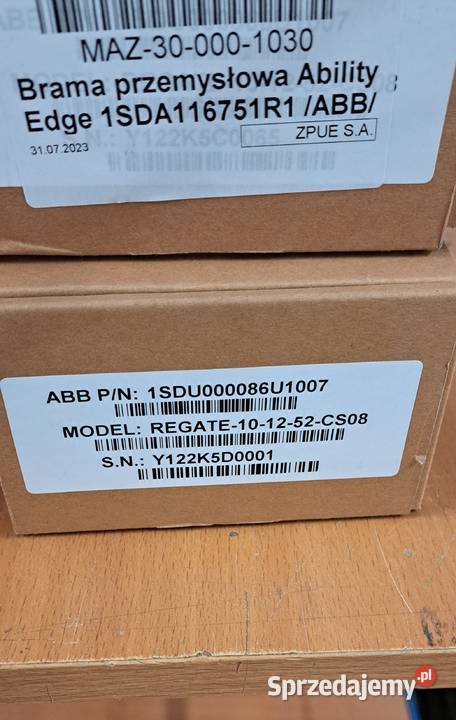 MAZ-30-000-1030
Brama przemysłowa Ability
Edge 1SDA116751R1 /ABB/
31.07.2023
ZPUE S.A.
ABB P/N: 1SDU000086U1007
MODEL: REGATE-10-12-52-CS08
S.N.: Y122K5D0001
Sprzedajemy.pl